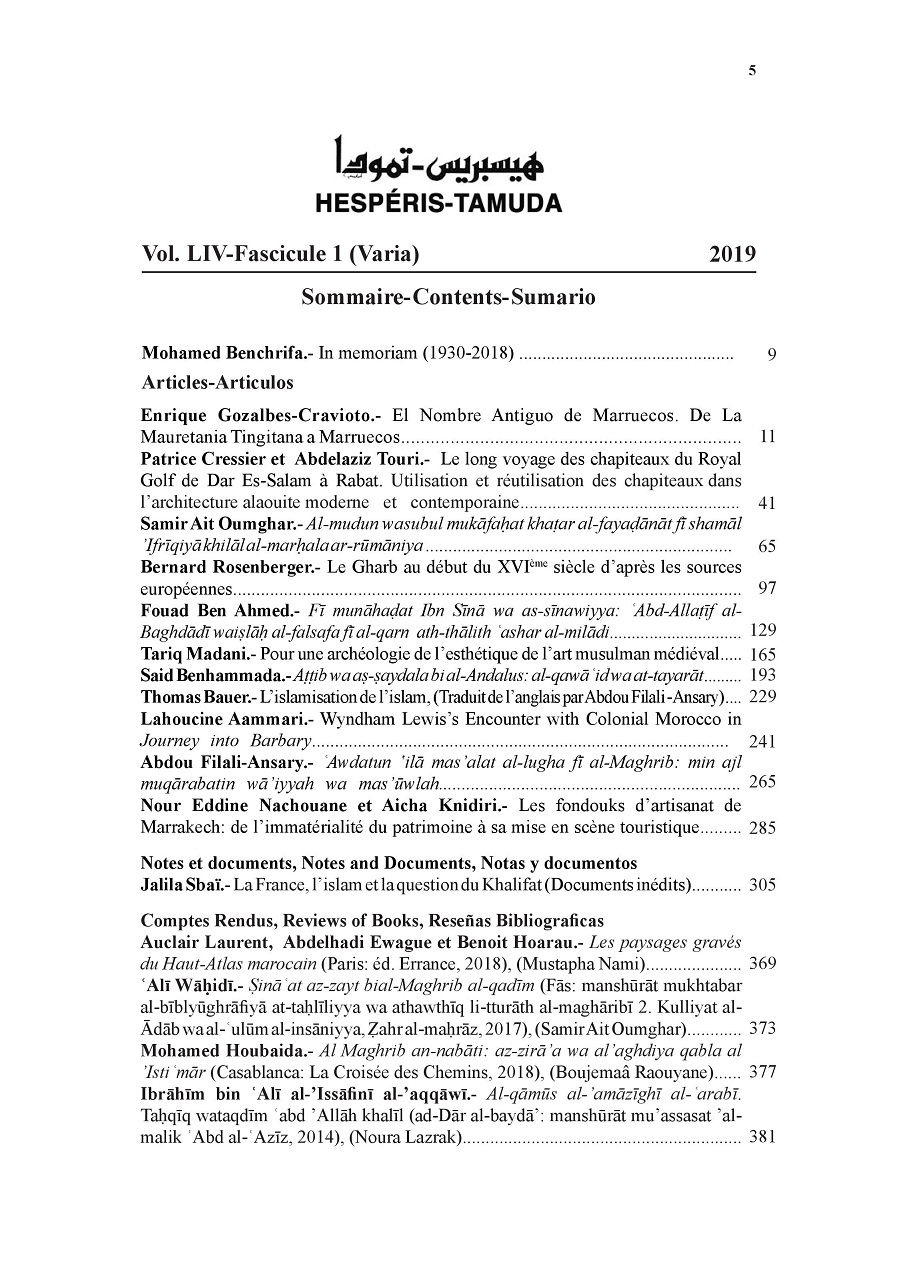 5
هيسبريس-تمودا
HESPÉRIS-TAMUDA
Vol. LIV-Fascicule 1 (Varia) 2019
Sommaire-Contents-Sumario
Mohamed Benchrifa.- In memoriam (1930-2018) ............................................... 9
Articles-Articulos
Enrique Gozalbes-Cravioto.- El Nombre Antiguo de Marruecos. De La
Mauretania Tingitana a Marruecos..................................................................... 11
Patrice Cressier et Abdelaziz Touri.- Le long voyage des chapiteaux du Royal
Golf de Dar Es-Salam à Rabat. Utilisation et réutilisation des chapiteaux dans
l’architecture alaouite moderne et contemporaine................................................ 41
Samir Ait Oumghar.- Al-mudun wasubul mukāfaḥat khaṭar al-fayaḍānāt fī shamāl
’Ifrīqiyā khilāl al-marḥala ar-rūmāniya ................................................................... 65
Bernard Rosenberger.- Le Gharb au début du XVIème siècle d’après les sources
européennes............................................................................................................... 97
Fouad Ben Ahmed.- Fī munāhaḍat Ibn Sīnā wa as-sīnawiyya: ʿAbd-Allaṭīf al-
Baghdādī waiṣlāḥ al-falsafa fī al-qarn ath-thālith ʿashar al-milādi............................. 129
Tariq Madani.- Pour une archéologie de l’esthétique de l’art musulman médiéval..... 165
Said Benhammada.- Aṭṭib wa aṣ-ṣaydala bi al-Andalus: al-qawāʿid wa at-tayarāt......... 193
Thomas Bauer.- L’islamisation de l’islam, (Traduit de l’anglais par Abdou Filali-Ansary).... 229
Lahoucine Aammari.- Wyndham Lewis’s Encounter with Colonial Morocco in
Journey into Barbary........................................................................................... 241
Abdou Filali-Ansary.- ʿAwdatun ‛ilā mas’alat al-lugha fī al-Maghrib: min ajl
muqārabatin wā’iyyah wa mas’ūwlah................................................................. 265
Nour Eddine Nachouane et Aicha Knidiri.- Les fondouks d’artisanat de
Marrakech: de l’immatérialité du patrimoine à sa mise en scène touristique......... 285
Notes et documents, Notes and Documents, Notas y documentos
Jalila Sbaï.- La France, l’islam et la question du Khalifat (Documents inédits)........... 305
Comptes Rendus, Reviews of Books, Reseñas Bibliograficas
Auclair Laurent, Abdelhadi Ewague et Benoit Hoarau.- Les paysages gravés
du Haut-Atlas marocain (Paris: éd. Errance, 2018), (Mustapha Nami)..................... 369
ʿAlī Wāḥidī.- Ṣināʿat az-zayt bial-Maghrib al-qadīm (Fās: manshūrāt mukhtabar
al-bīblyūghrāfiyā at-taḥlīliyya wa athawthīq li-tturāth al-maghāribī 2. Kulliyat al-
Ādāb wa al-ʿulūm al-insāniyya, Ẓahr al-maḥrāz, 2017), (Samir Ait Oumghar)............ 373
Mohamed Houbaida.- Al Maghrib an-nabāti: az-zirā’a wa al’aghdiya qabla al
’Istiʿmār (Casablanca: La Croisée des Chemins, 2018), (Boujemaâ Raouyane)...... 377
Ibrāhīm bin ʿAlī al-’Issāfinī al-’aqqāwī.- Al-qāmūs al-’amāzīghī al-ʿarabī.
Taḥqīq wataqdīm ʿabd ’Allāh khalīl (ad-Dār al-baydā’: manshūrāt mu’assasat ’al-
malik ʿAbd al-ʿAzīz, 2014), (Noura Lazrak)............................................................. 381